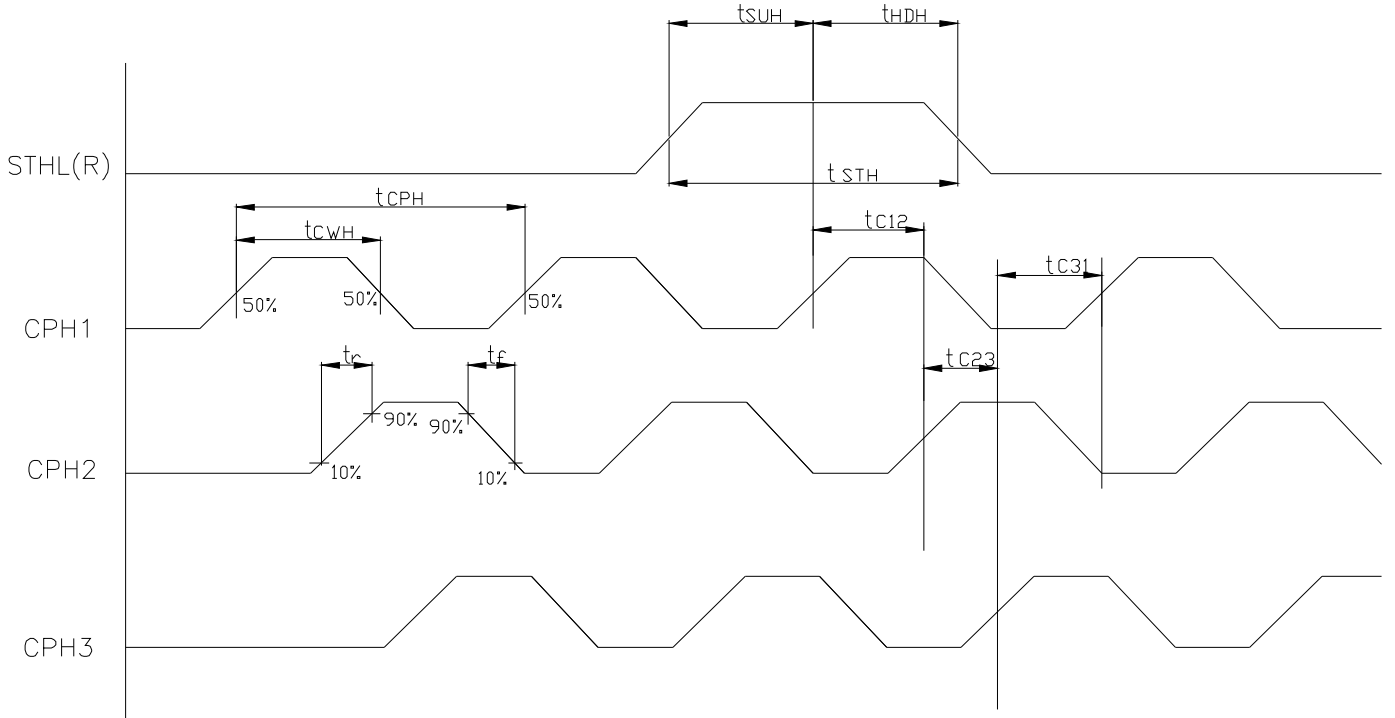 tSUH
tHDH
STHL(R)
tSTH
tCPH
tCWH
tC12
tC31
50%
50%
50%
CPH1
tr
tf
tC23
90%
90%
10%
10%
CPH2
CPH3